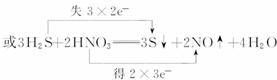 失 3×2e⁻
或3H₂S+2HNO₃══3S↓+2NO↑+4H₂O
得 2×3e⁻